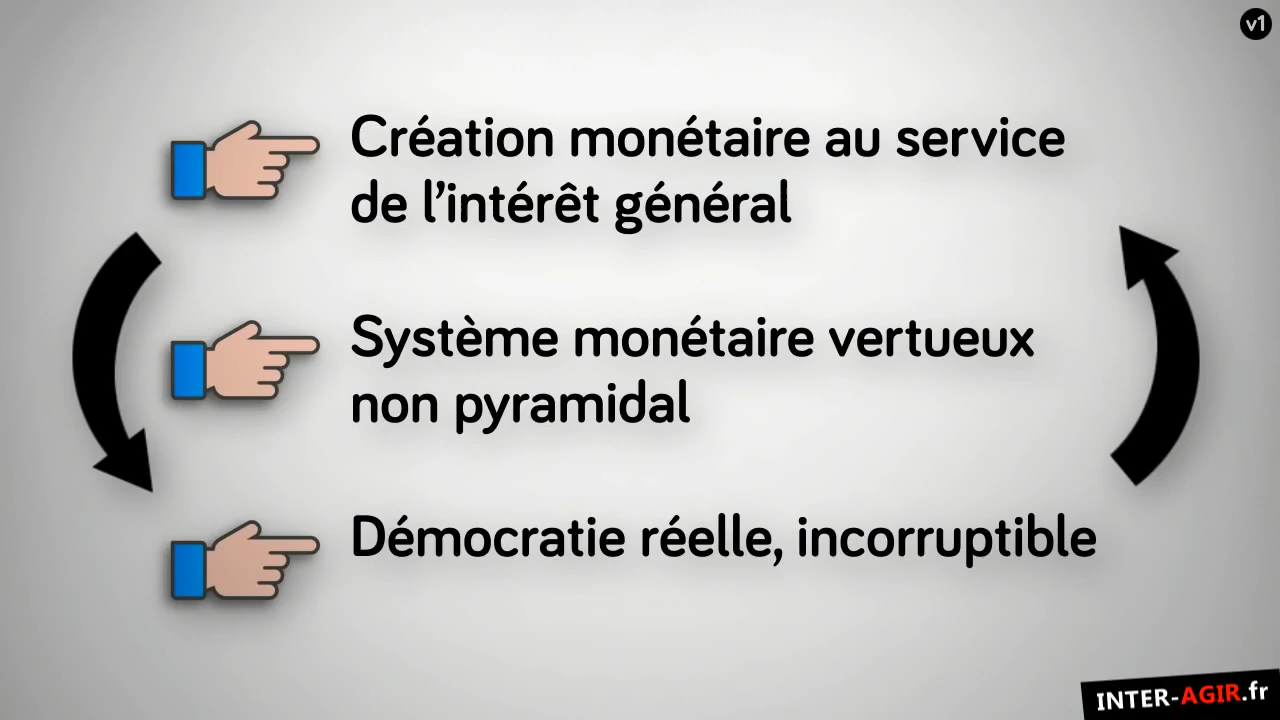 v1
Création monétaire au service
de l’intérêt général
Système monétaire vertueux
non pyramidal
Démocratie réelle, incorruptible
INTER-AGIR.fr